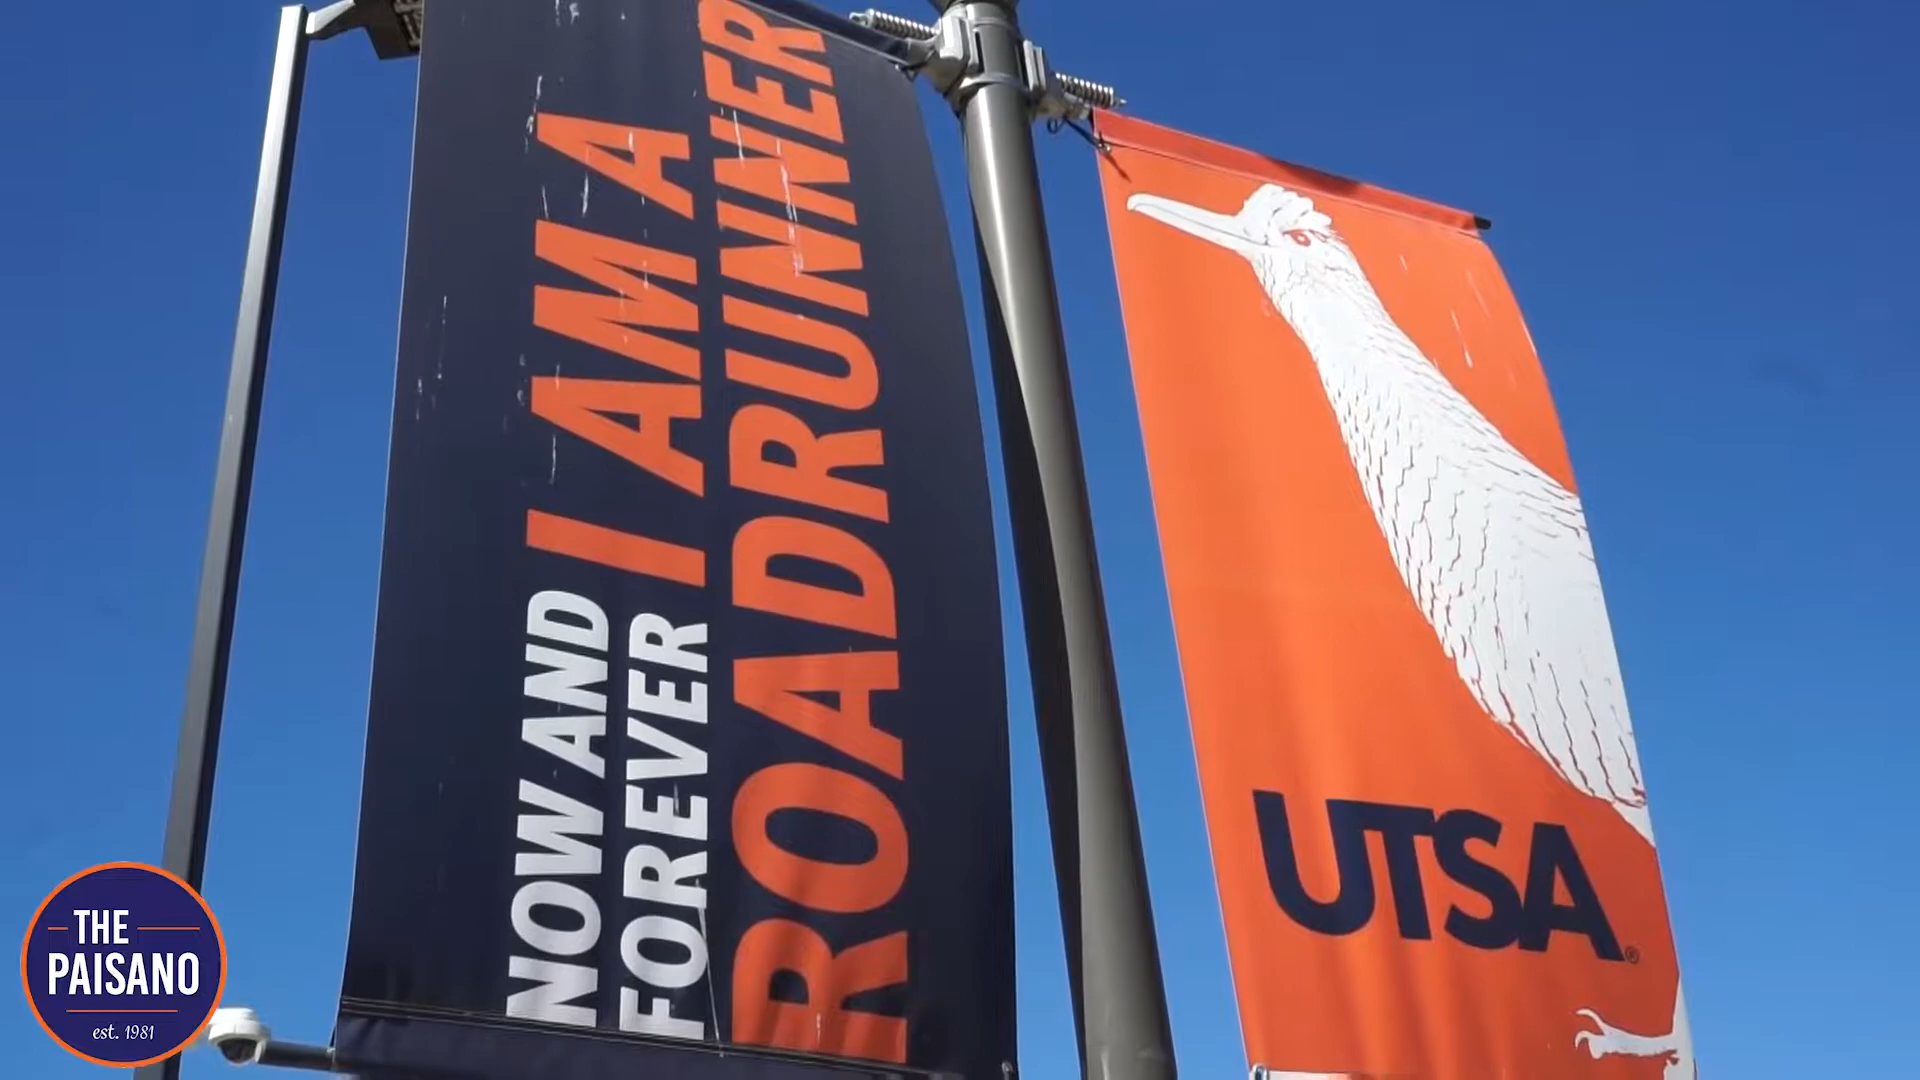 NOW AND
FOREVER
I AM A
ROADRUNNER
UTSA®
THE
PAISANO
est. 1981